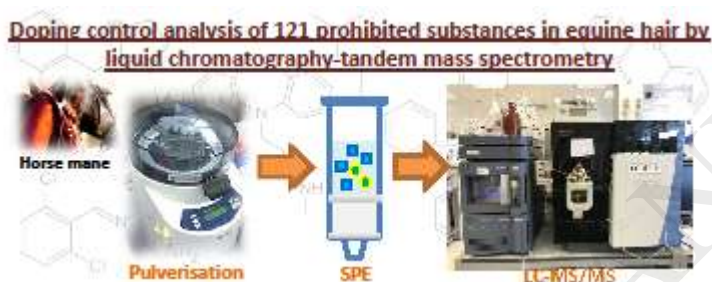 Doping control analysis of 121 prohibited substances in equine hair by
liquid chromatography-tandem mass spectrometry
Horse mane
Pulverisation
SPE
LC-MS/MS